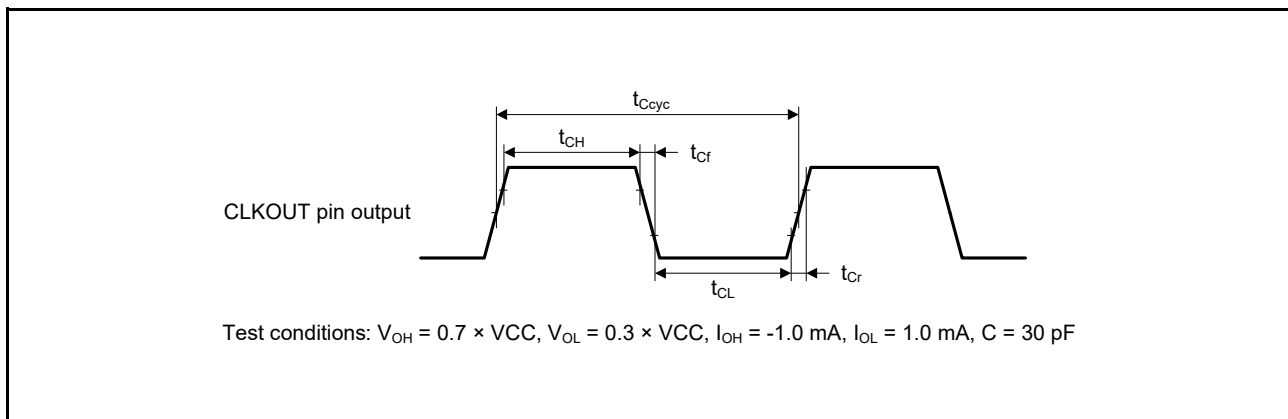 tCcyc
tCH
tCf
CLKOUT pin output
tCL
tCr
Test conditions: VOH = 0.7 × VCC, VOL = 0.3 × VCC, IOH = -1.0 mA, IOL = 1.0 mA, C = 30 pF